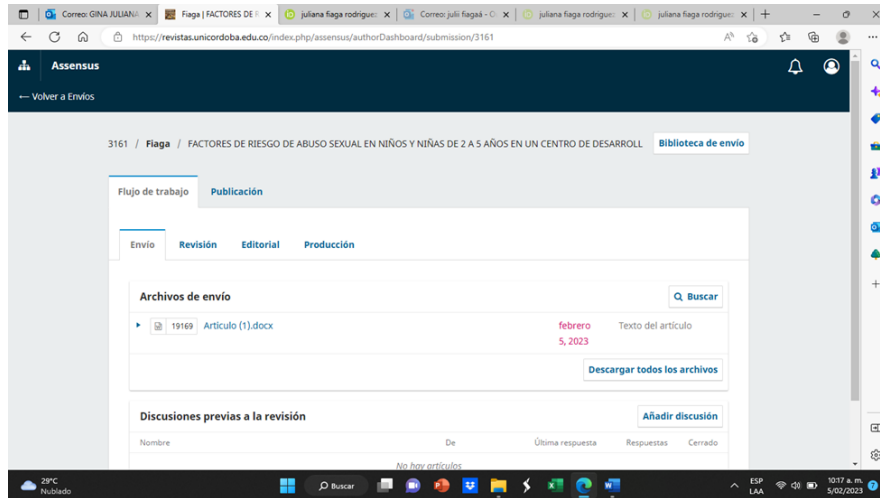 Correo: GINA JULIANA
Fiaga | FACTORES DE R
juliana fiaga rodriguez
Correo: julii fiagaá - O
juliana fiaga rodriguez
juliana fiaga rodriguez
https://revistas.unicordoba.edu.co/index.php/assensus/authorDashboard/submission/3161
Assensus
← Volver a Envíos
3161 / Fiaga / FACTORES DE RIESGO DE ABUSO SEXUAL EN NIÑOS Y NIÑAS DE 2 A 5 AÑOS EN UN CENTRO DE DESARROLL
Biblioteca de envío
Flujo de trabajo
Publicación
Envío
Revisión
Editorial
Producción
Archivos de envío
Buscar
19169
Articulo (1).docx
febrero
5, 2023
Texto del artículo
Descargar todos los archivos
Discusiones previas a la revisión
Añadir discusión
Nombre
De
Última respuesta
Respuestas
Cerrado
No hay artículos
29°C
Nublado
Buscar
ESP
LAA
10:17 a. m.
5/02/2023